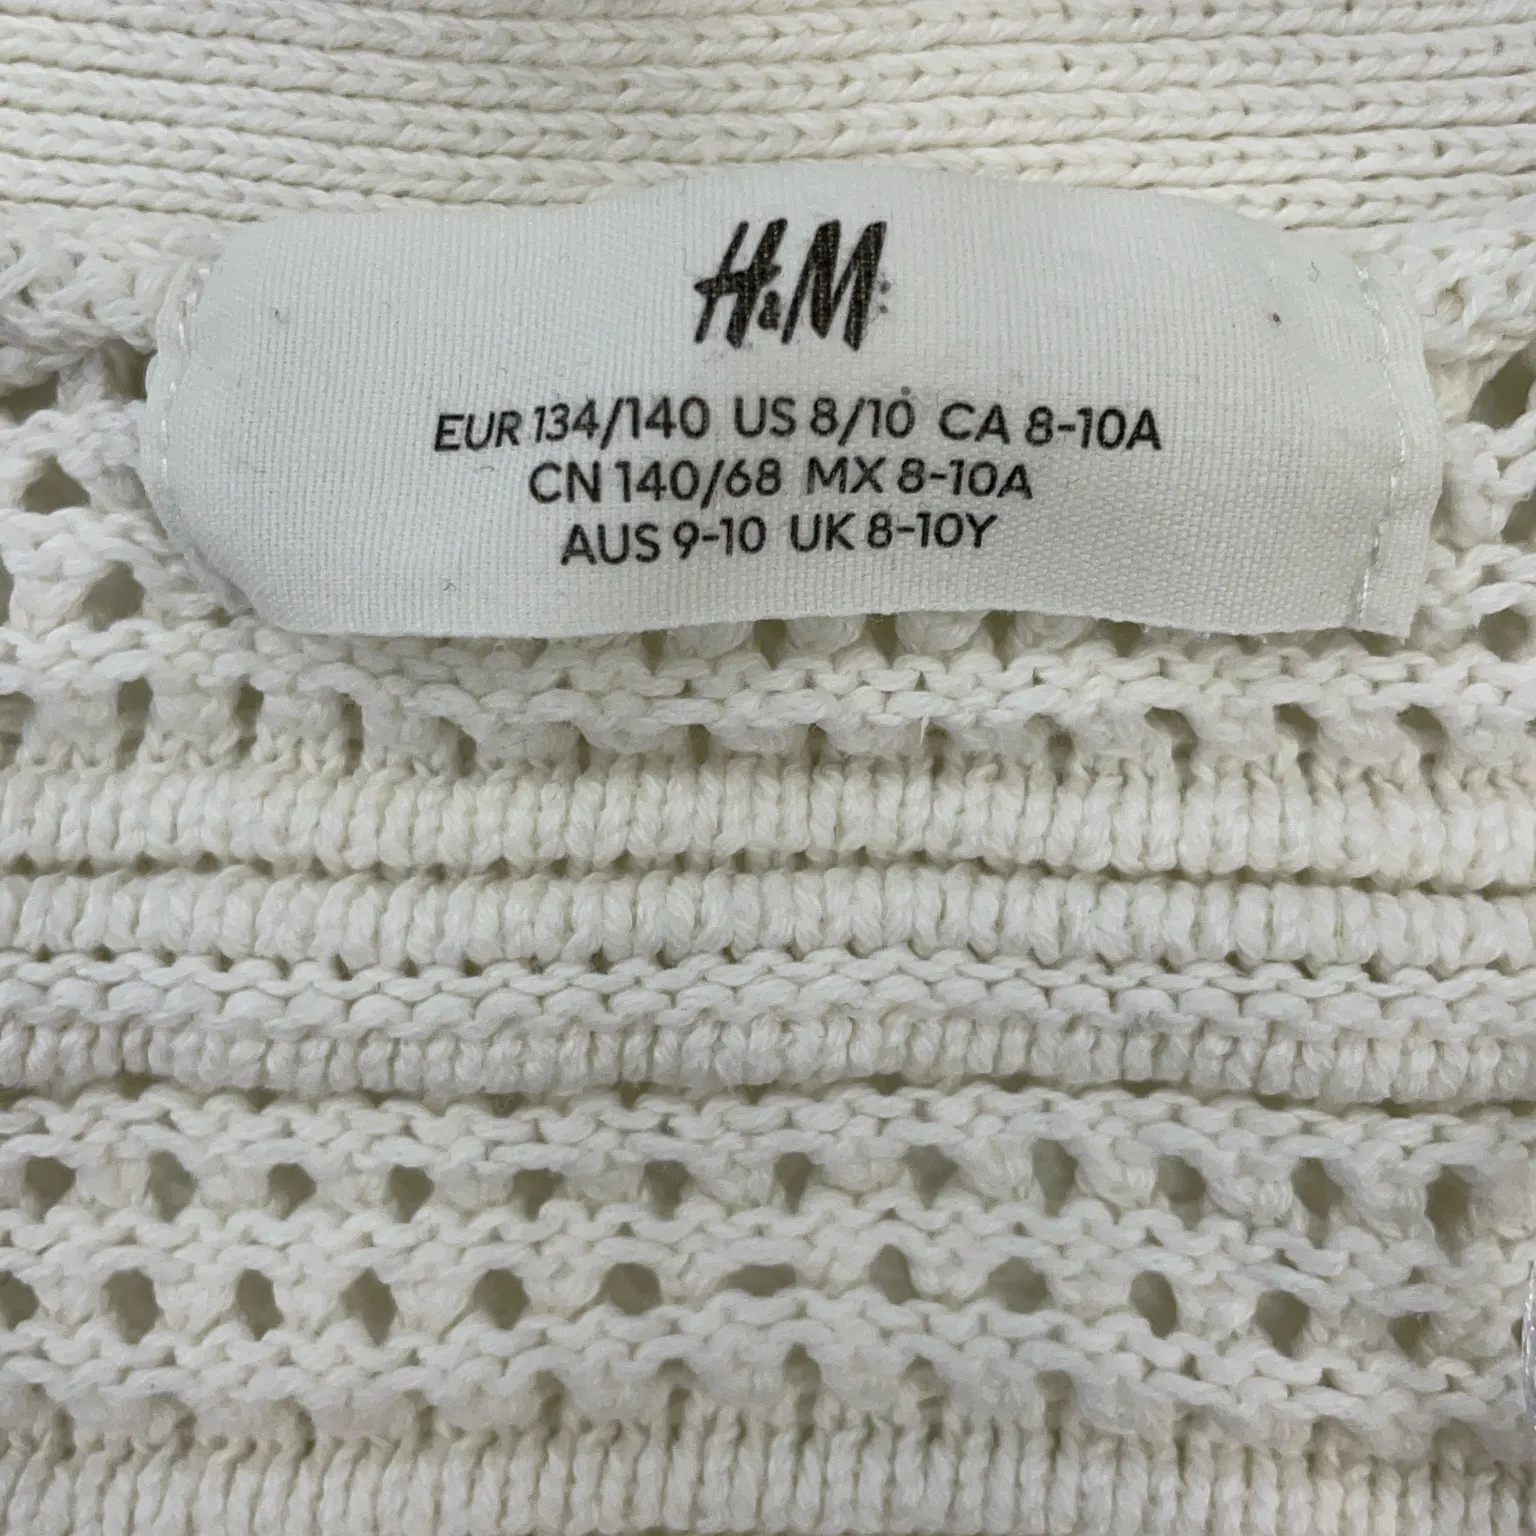 H&M
EUR 134/140 US 8/10 CA 8-10A
CN 140/68 MX 8-10A
AUS 9-10 UK 8-10Y